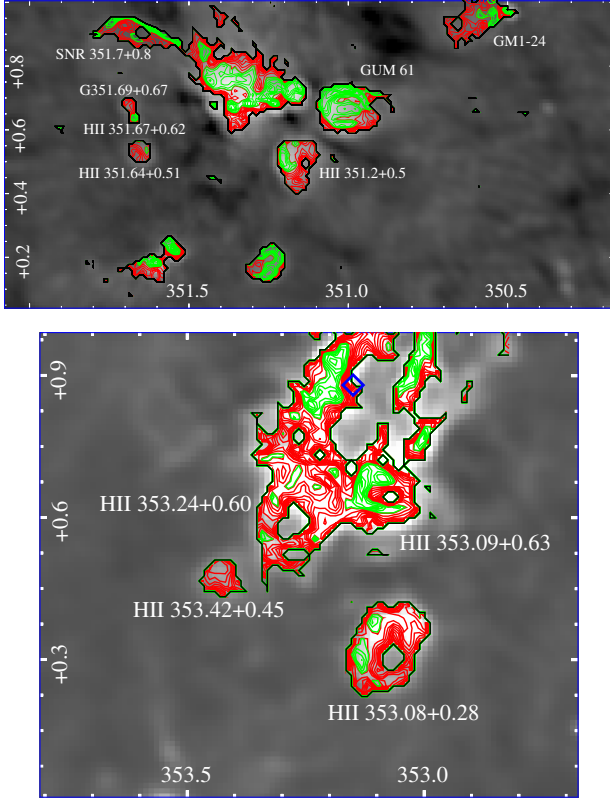 GM1-24
SNR 351.7+0.8
GUM 61
G351.69+0.67
HII 351.67+0.62
HII 351.64+0.51
HII 351.2+0.5
+0.8
+0.6
+0.4
+0.2
351.5
351.0
350.5
+0.9
HII 353.24+0.60
+0.6
HII 353.09+0.63
HII 353.42+0.45
+0.3
HII 353.08+0.28
353.5
353.0